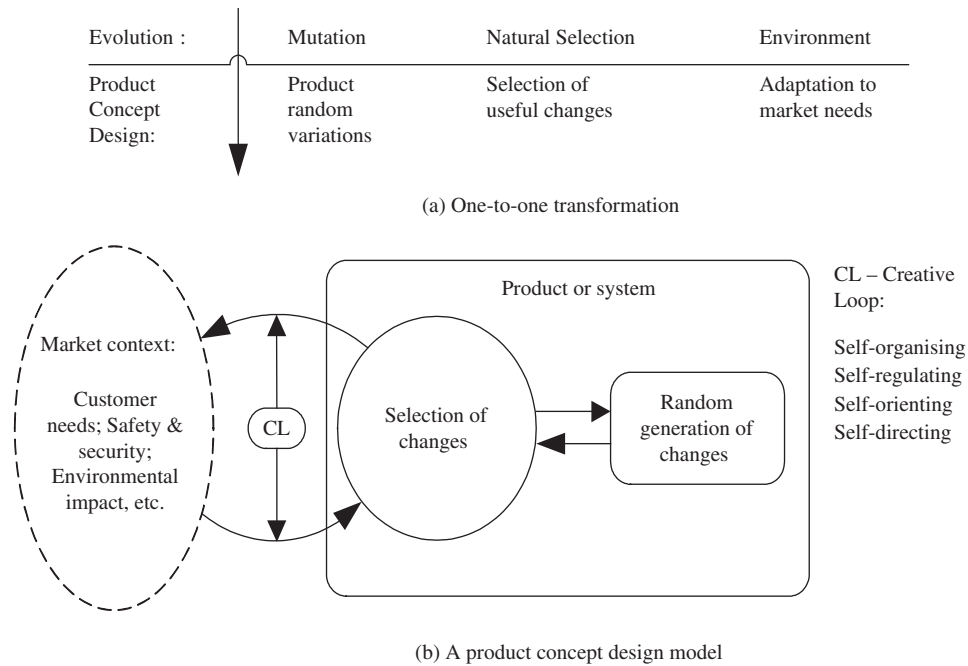 Evolution : Mutation Natural Selection Environment
Product Concept Design:
Product random variations
Selection of useful changes
Adaptation to market needs
(a) One-to-one transformation
Market context:
Customer needs; Safety & security; Environmental impact, etc.
CL
Product or system
Selection of changes
Random generation of changes
CL – Creative Loop:
Self-organising
Self-regulating
Self-orienting
Self-directing
(b) A product concept design model